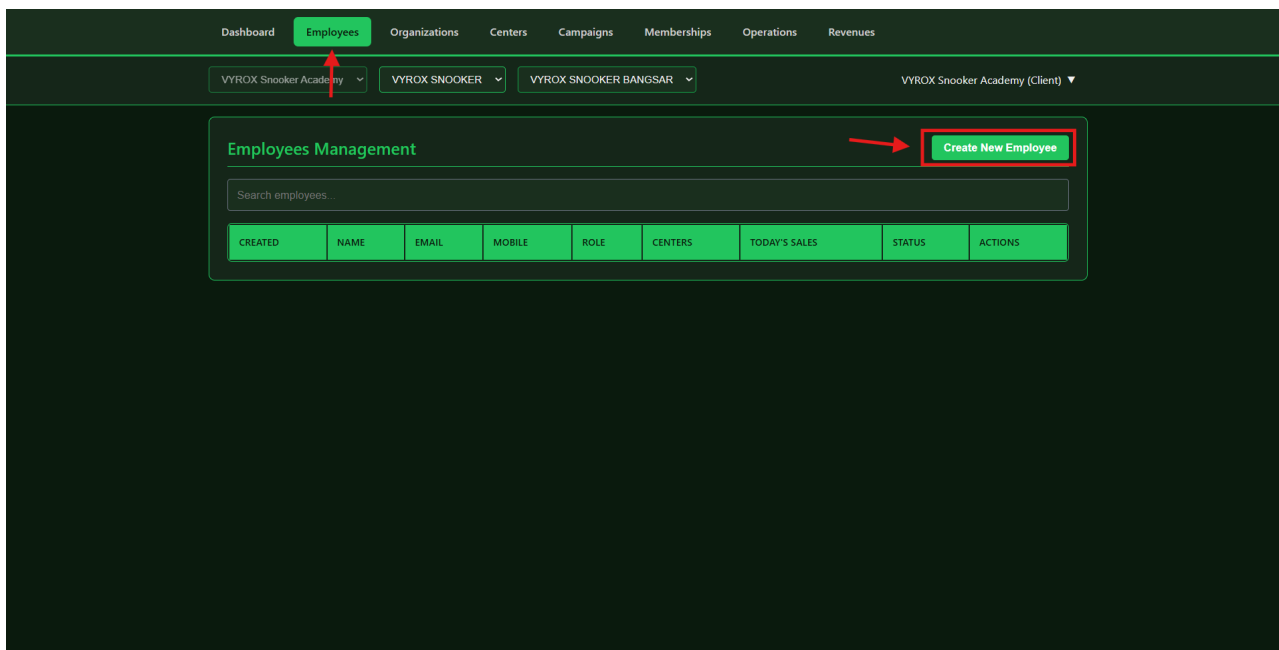 Dashboard Employees Organizations Centers Campaigns Memberships Operations Revenues
VYROX Snooker Academy VYROX SNOOKER VYROX SNOOKER BANGSAR VYROX Snooker Academy (Client) ▼
Employees Management Create New Employee
Search employees...
CREATED NAME EMAIL MOBILE ROLE CENTERS TODAY'S SALES STATUS ACTIONS